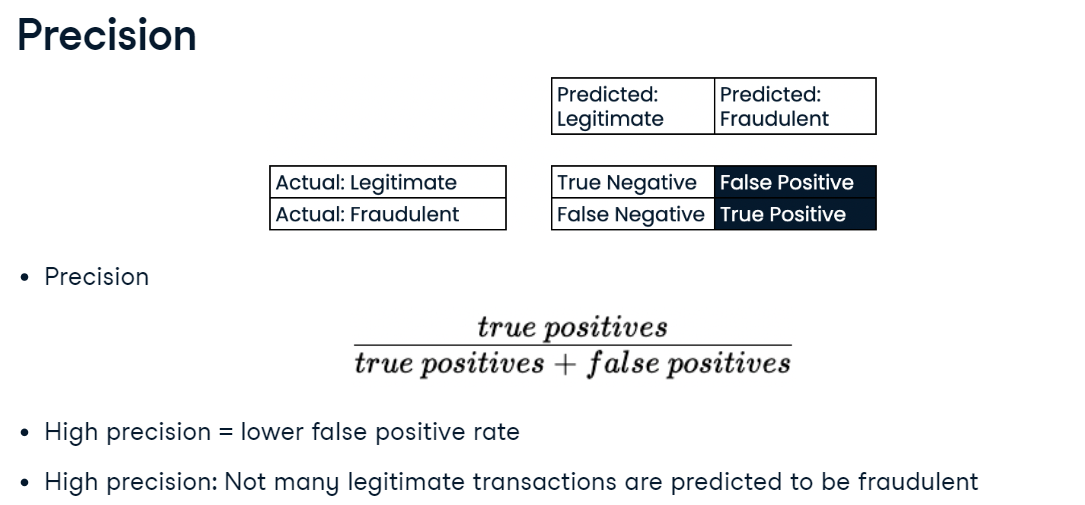 Precision
Predicted: Predicted:
Legitimate Fraudulent
Actual: Legitimate True Negative False Positive
Actual: Fraudulent False Negative True Positive
• Precision
true positives
true positives + false positives
• High precision = lower false positive rate
• High precision: Not many legitimate transactions are predicted to be fraudulent